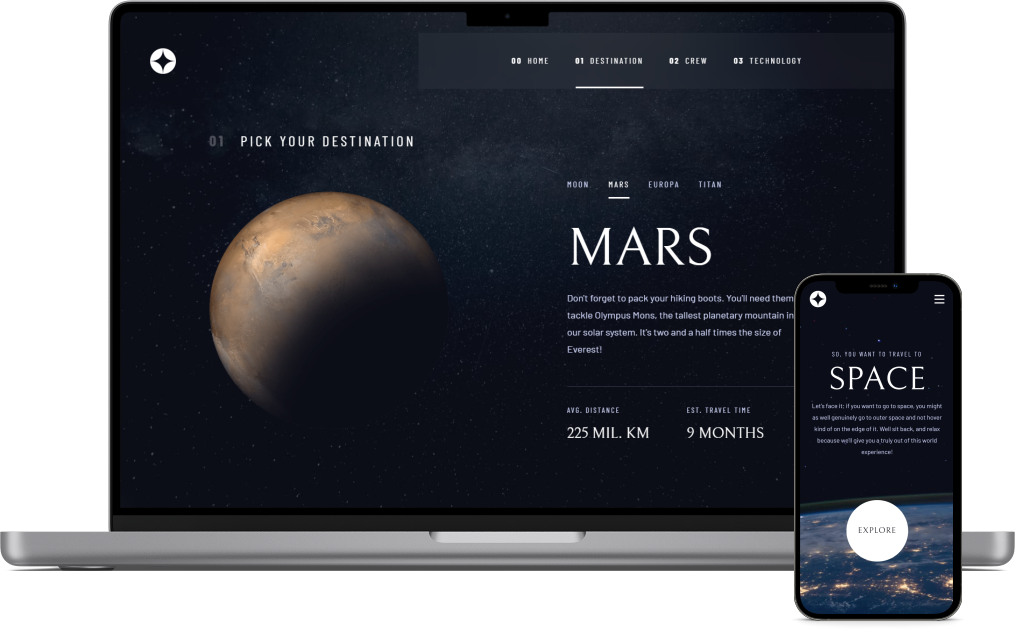 00 HOME 01 DESTINATION 02 CREW 03 TECHNOLOGY
01 PICK YOUR DESTINATION
MOON MARS EUROPA TITAN
MARS
Don't forget to pack your hiking boots. You'll need them
tackle Olympus Mons, the tallest planetary mountain in
our solar system. It's two and a half times the size of
Everest!
AVG. DISTANCE
225 MIL. KM
EST. TRAVEL TIME
9 MONTHS
SO, YOU WANT TO TRAVEL TO
SPACE
Let's face it; if you want to go to space, you might
as well genuinely go to outer space and not hover
kind of on the edge of it. Well sit back, and relax
because we'll give you a truly out of this world
experience!
EXPLORE